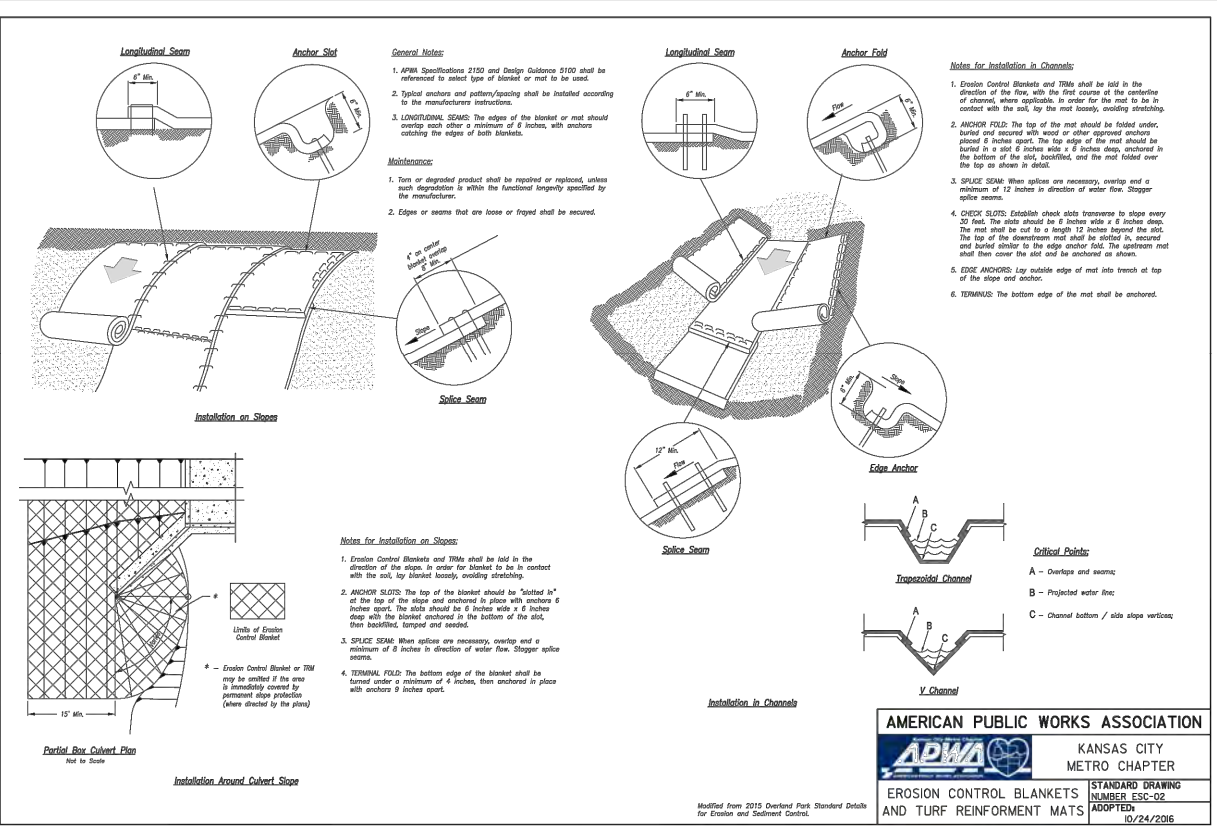 Longitudinal Seam
6" Min.
Anchor Slot
6" Min.
General Notes:
1. APWA Specifications 2150 and Design Guidance 5100 shall be
referenced to select type of blanket or mat to be used.
2. Typical anchors and pattern/spacing shall be installed according
to the manufacturers instructions.
3. LONGITUDINAL SEAMS: The edges of the blanket or mat should
overlap each other a minimum of 6 inches, with anchors
catching the edges of both blankets.
Maintenance:
1. Torn or degraded product shall be repaired or replaced, unless
such degradation is within the functional longevity specified by
the manufacturer.
2. Edges or seams that are loose or frayed shall be secured.
4" on center
blanket overlap
8" Min.
Slope
Splice Seam
Installation on Slopes
Longitudinal Seam
6" Min.
Anchor Fold
Flow
6" Min.
Notes for Installation in Channels:
1. Erosion Control Blankets and TRMs shall be laid in the
direction of the flow, with the first course at the centerline
of channel, where applicable. In order for the mat to be in
contact with the soil, lay the mat loosely, avoiding stretching.
2. ANCHOR FOLD: The top of the mat should be folded under,
buried and secured with wood or other approved anchors
placed 6 inches apart. The top edge of the mat should be
buried in a slot 6 inches wide x 6 inches deep, anchored in
the bottom of the slot, backfilled, and the mat folded over
the top as shown in detail.
3. SPLICE SEAM: When splices are necessary, overlap end a
minimum of 12 inches in direction of water flow. Stagger
splice seams.
4. CHECK SLOTS: Establish check slots transverse to slope every
30 feet. The slots should be 6 inches wide x 6 inches deep.
The mat shall be cut to a length 12 inches beyond the slot.
The top of the downstream mat shall be slotted in, secured
and buried similar to the edge anchor fold. The upstream mat
shall then cover the slot and be anchored as shown.
5. EDGE ANCHORS: Lay outside edge of mat into trench at top
of the slope and anchor.
6. TERMINUS: The bottom edge of the mat shall be anchored.
6" Min.
Slope
Edge Anchor
12" Min.
Flow
Splice Seam
A
B
C
Trapezoidal Channel
A
B
C
V Channel
Critical Points:
A – Overlaps and seams;
B – Projected water line;
C – Channel bottom / side slope vertices;
Installation in Channels
Notes for Installation on Slopes:
1. Erosion Control Blankets and TRMs shall be laid in the
direction of the slope. In order for blanket to be in contact
with the soil, lay blanket loosely, avoiding stretching.
2. ANCHOR SLOTS: The top of the blanket should be "slotted in"
at the top of the slope and anchored in place with anchors 6
inches apart. The slots should be 6 inches wide x 6 inches
deep with the blanket anchored in the bottom of the slot,
then backfilled, tamped and seeded.
3. SPLICE SEAM: When splices are necessary, overlap end a
minimum of 8 inches in direction of water flow. Stagger splice
seams.
4. TERMINAL FOLD: The bottom edge of the blanket shall be
turned under a minimum of 4 inches, then anchored in place
with anchors 9 inches apart.
*
Limits of Erosion
Control Blanket
* – Erosion Control Blanket or TRM
may be omitted if the area
is immediately covered by
permanent slope protection
(where directed by the plans)
Varies
15' Min.
Partial Box Culvert Plan
Not to Scale
Installation Around Culvert Slope
Modified from 2015 Overland Park Standard Details
for Erosion and Sediment Control.
AMERICAN PUBLIC WORKS ASSOCIATION
Kansas City Metro Chapter
APWA
KANSAS CITY
METRO CHAPTER
EROSION CONTROL BLANKETS
AND TURF REINFORMENT MATS
STANDARD DRAWING
NUMBER ESC-02
ADOPTED:
10/24/2016